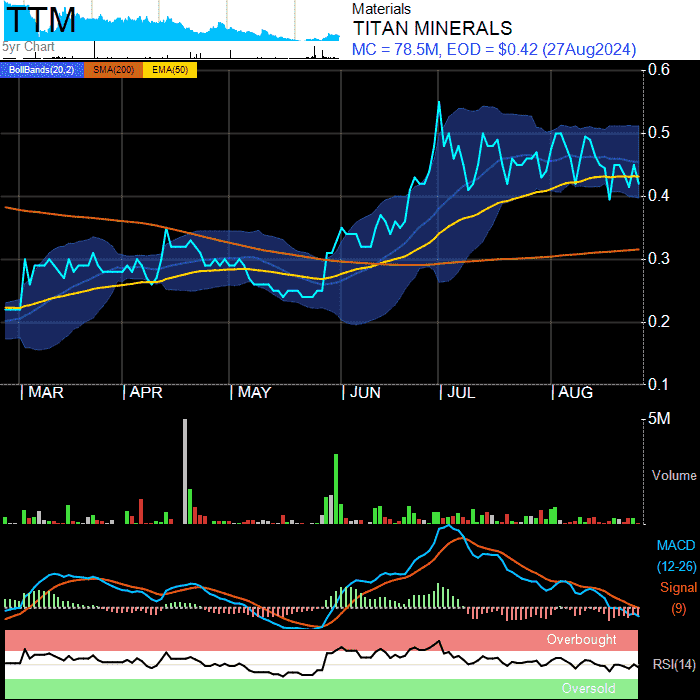 TTM
5yr Chart
Materials
TITAN MINERALS
MC = 78.5M, EOD = $0.42 (27Aug2024)
BollBands(20,2) SMA(200) EMA(50)
0.6
0.5
0.4
0.3
0.2
0.1
MAR APR MAY JUN JUL AUG
5M
Volume
MACD
(12-26)
Signal
(9)
Overbought
RSI(14)
Oversold